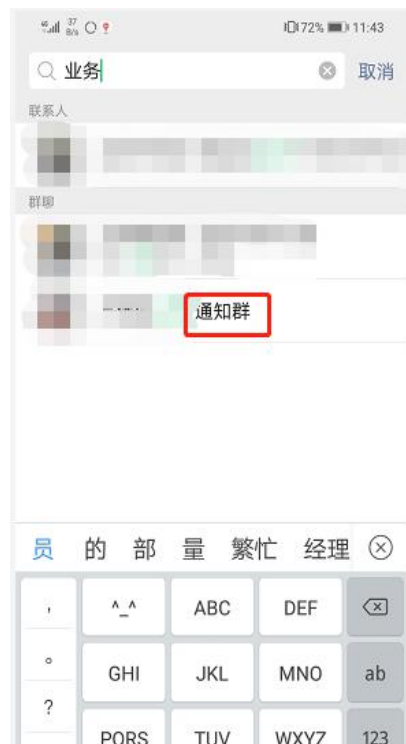 37
B/s
72% 11:43
业务 取消
联系人
群聊
通知群
员 的 部 量 繁忙 经理
, ^_^ ABC DEF
。 GHI JKL MNO ab
?
PQRS TUV WXYZ 123